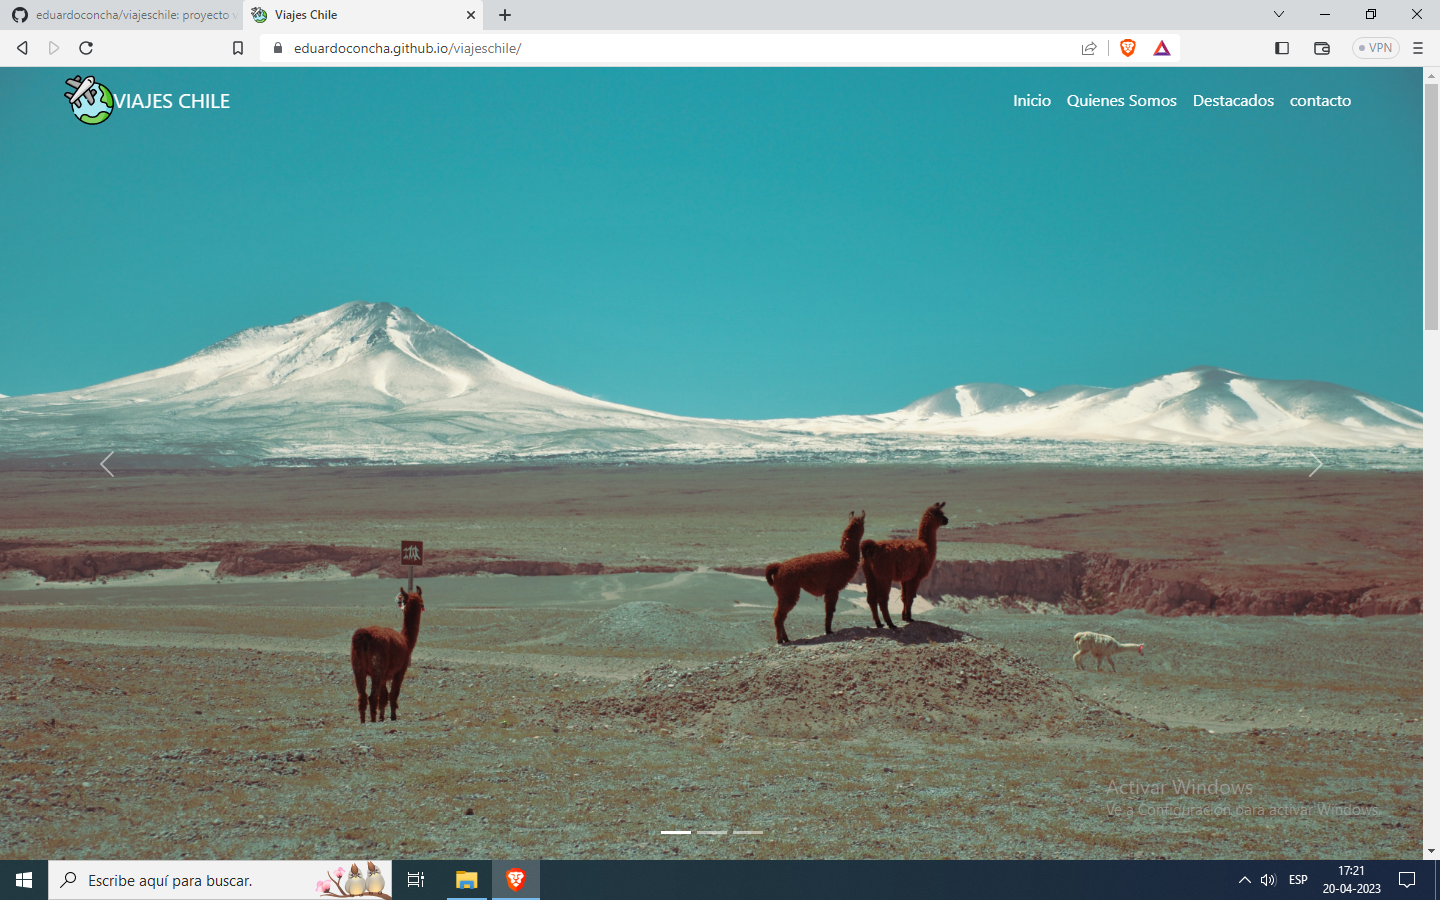 eduardoconcha/viajeschile: proyecto
Viajes Chile
eduardoconcha.github.io/viajeschile/
VPN
VIAJES CHILE
Inicio Quienes Somos Destacados contacto
Activar Windows
Ve a Configuración para activar Windows.
Escribe aquí para buscar.
ESP
17:21
20-04-2023